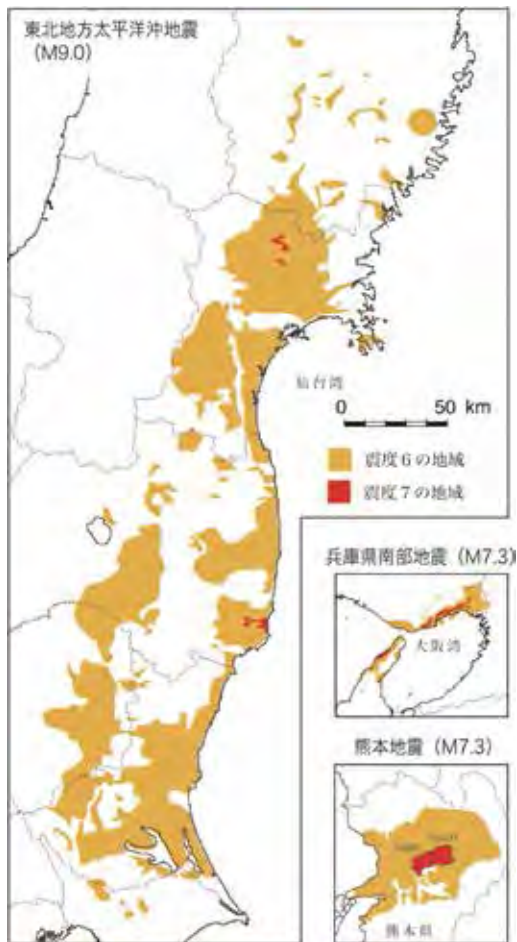 東北地方太平洋沖地震
(M9.0)
仙台湾
0 50 km
震度6の地域
震度7の地域
兵庫県南部地震(M7.3)
大阪湾
熊本地震(M7.3)
熊本県